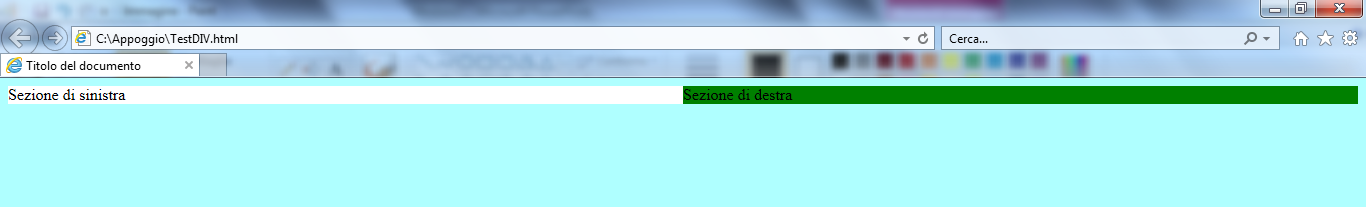 C:\Appoggio\TestDIV.html
Cerca...
Titolo del documento
Sezione di sinistra
Sezione di destra